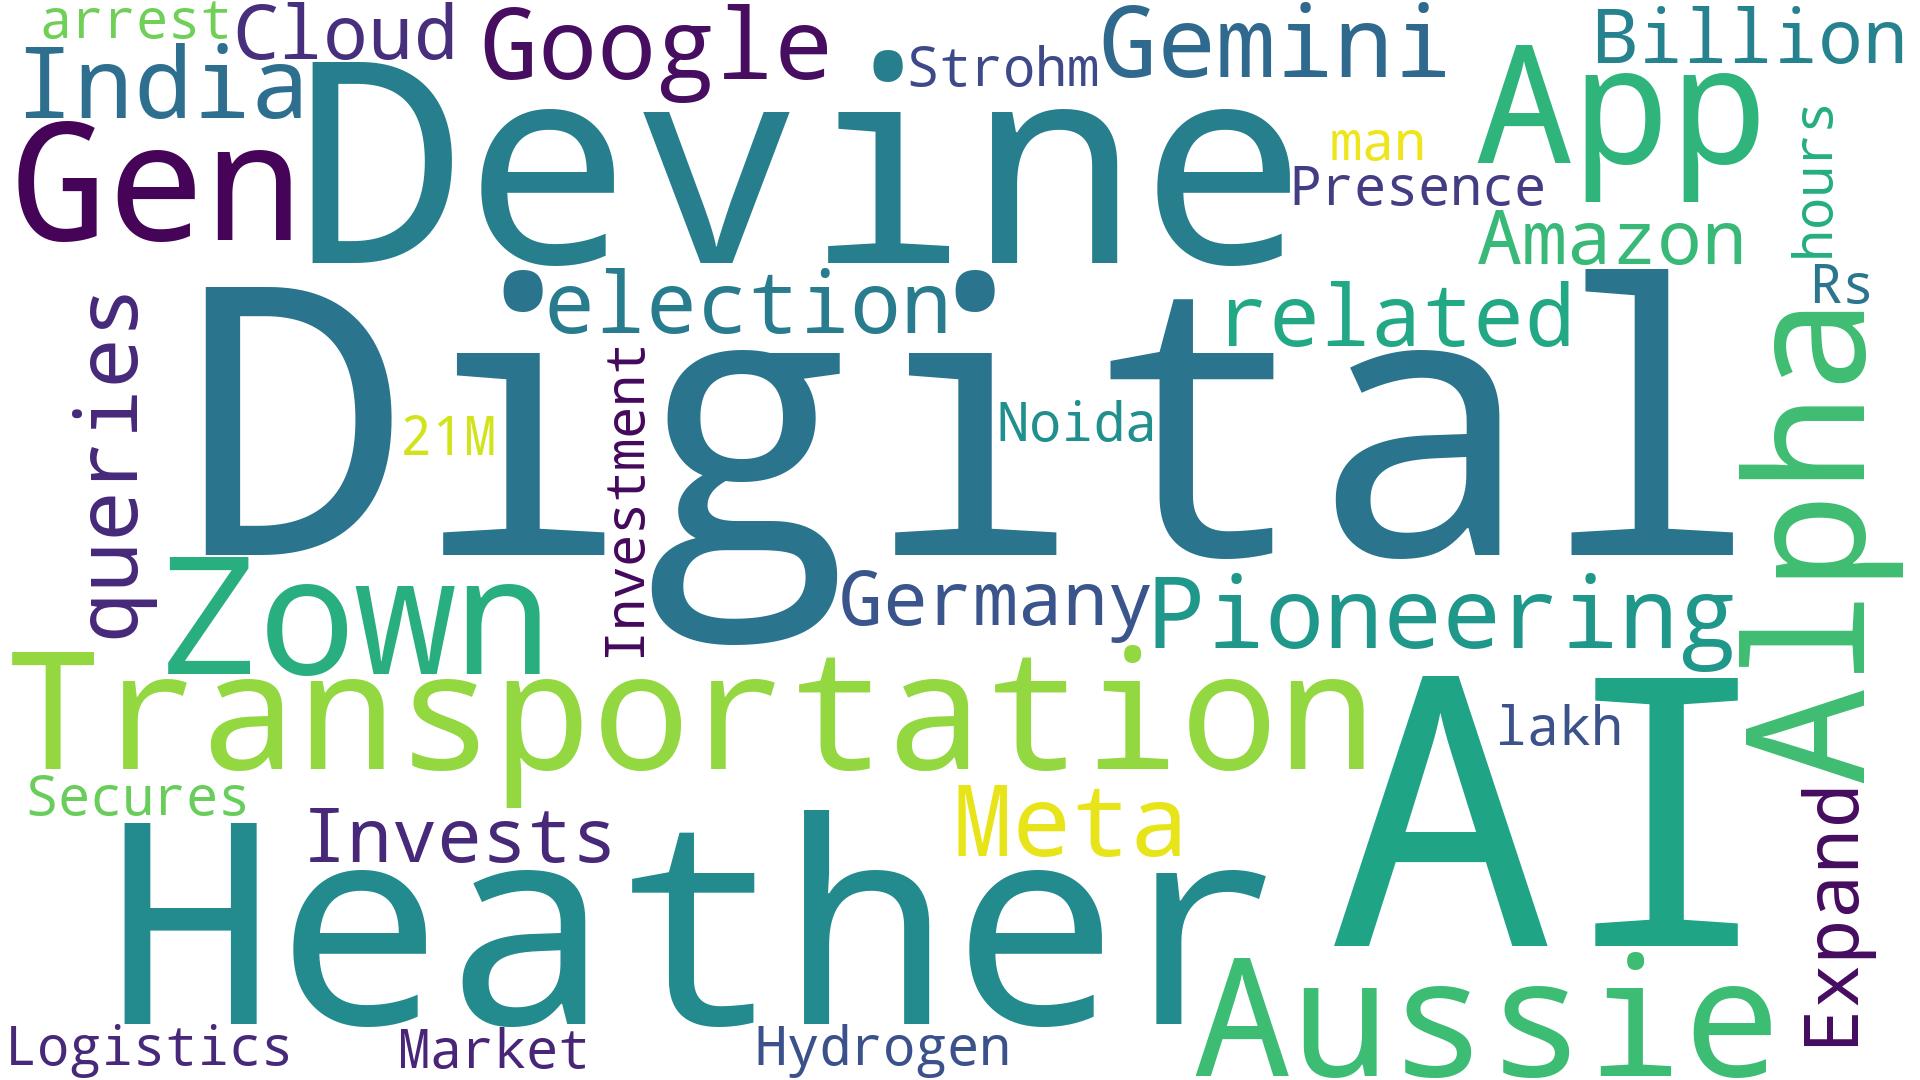 arrest
Cloud
Google
Strohm
Gemini
Billion
India
Devine
App
man
hours
Gen
Presence
Amazon
Rs
election
related
queries
Digital
Investment
21M
Noida
Alpha
Zown
Germany
Pioneering
Transportation
AI
lakh
Secures
Invests
Meta
Expand
Heather
Aussie
Logistics
Market
Hydrogen